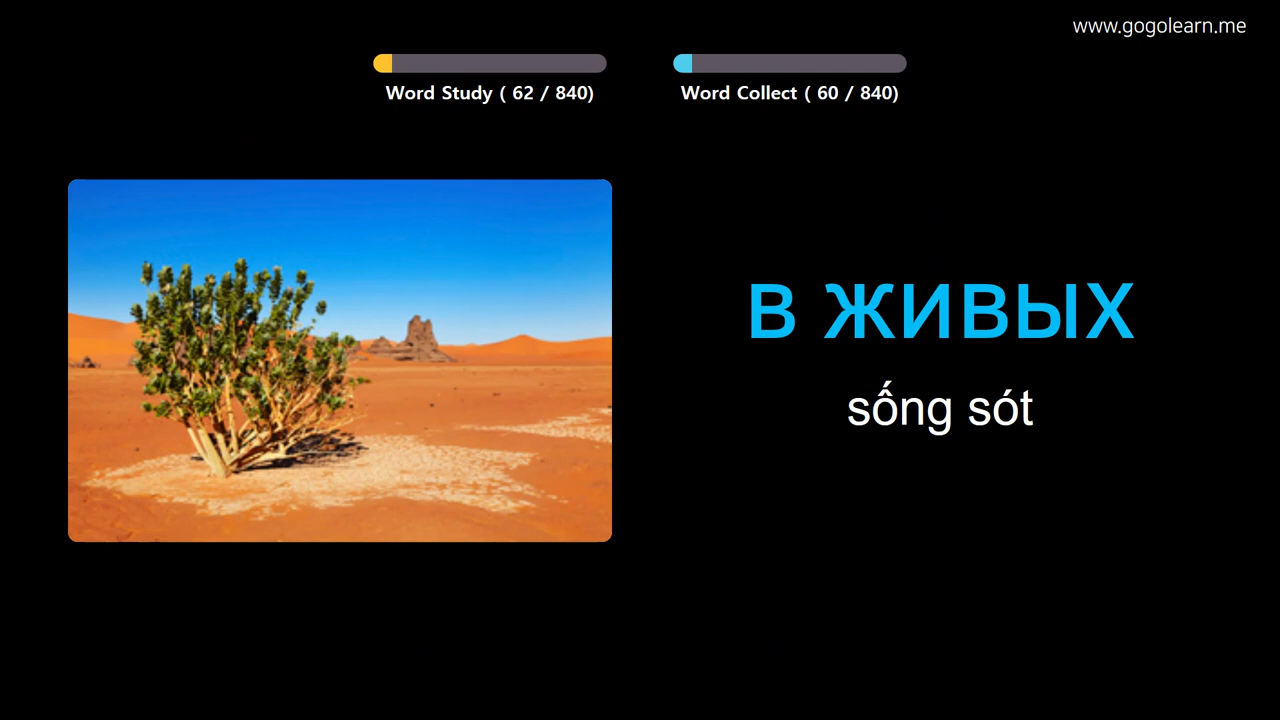 www.gogolearn.me
Word Study ( 62 / 840)
Word Collect ( 60 / 840)
в живых
sống sót